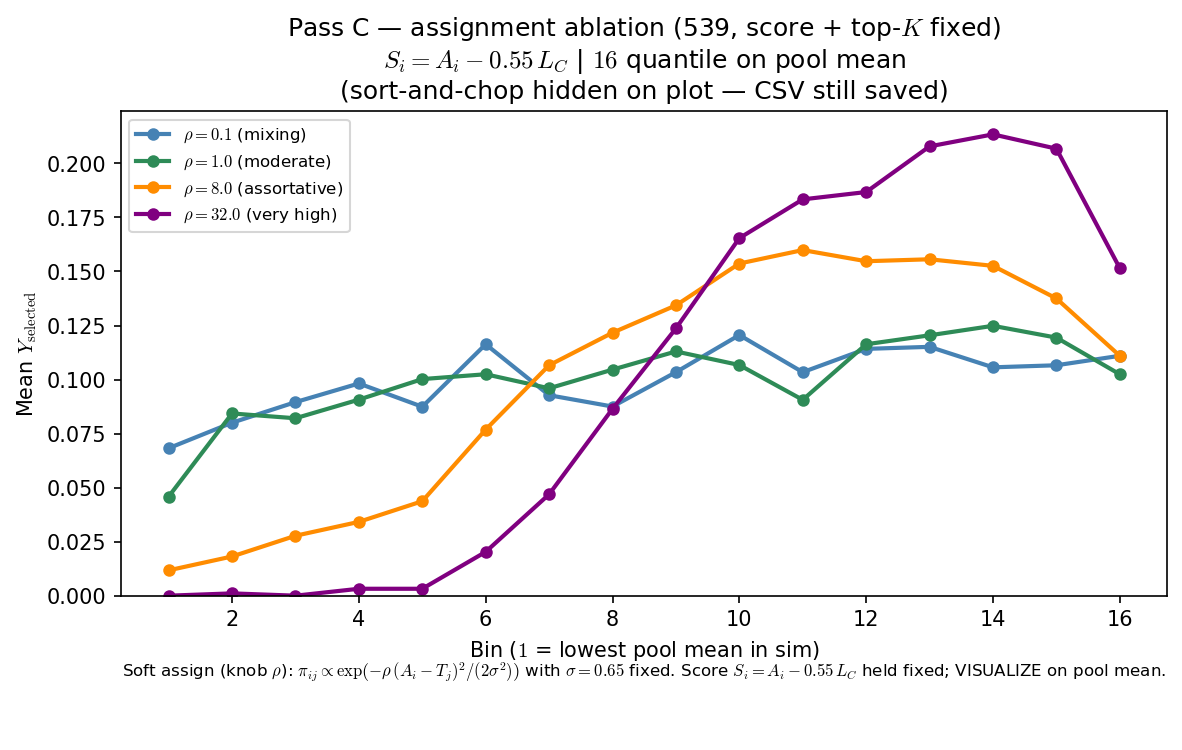 Pass C — assignment ablation (539, score + top-K fixed)
S_i = A_i − 0.55 L_C | 16 quantile on pool mean
(sort-and-chop hidden on plot — CSV still saved)
ρ = 0.1 (mixing)
ρ = 1.0 (moderate)
ρ = 8.0 (assortative)
ρ = 32.0 (very high)
Mean Y_selected
0.200
0.175
0.150
0.125
0.100
0.075
0.050
0.025
0.000
2 4 6 8 10 12 14 16
Bin (1 = lowest pool mean in sim)
Soft assign (knob ρ): π_ij ∝ exp(−ρ (A_i − T_j)²/(2σ²)) with σ = 0.65 fixed. Score S_i = A_i − 0.55 L_C held fixed; VISUALIZE on pool mean.